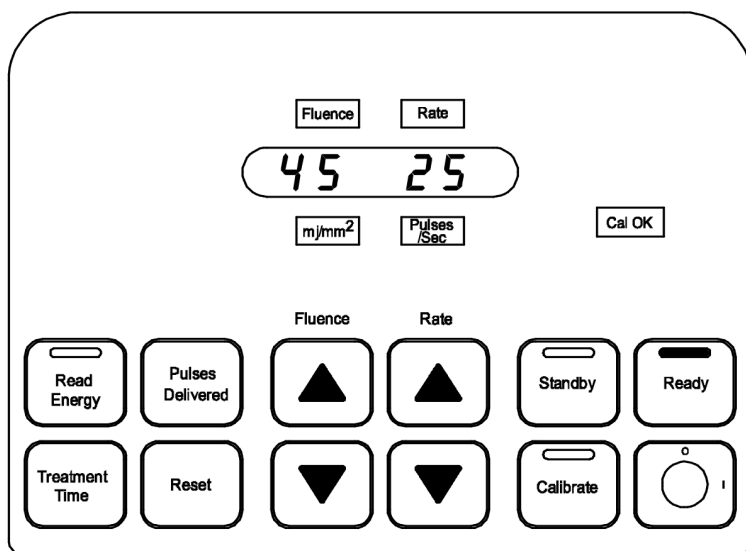 Fluence Rate
45 25
mj/mm² Pulses
/Sec
Cal OK
Fluence Rate
Read
Energy
Pulses
Delivered
Standby
Ready
Treatment
Time
Reset
Calibrate
O
I